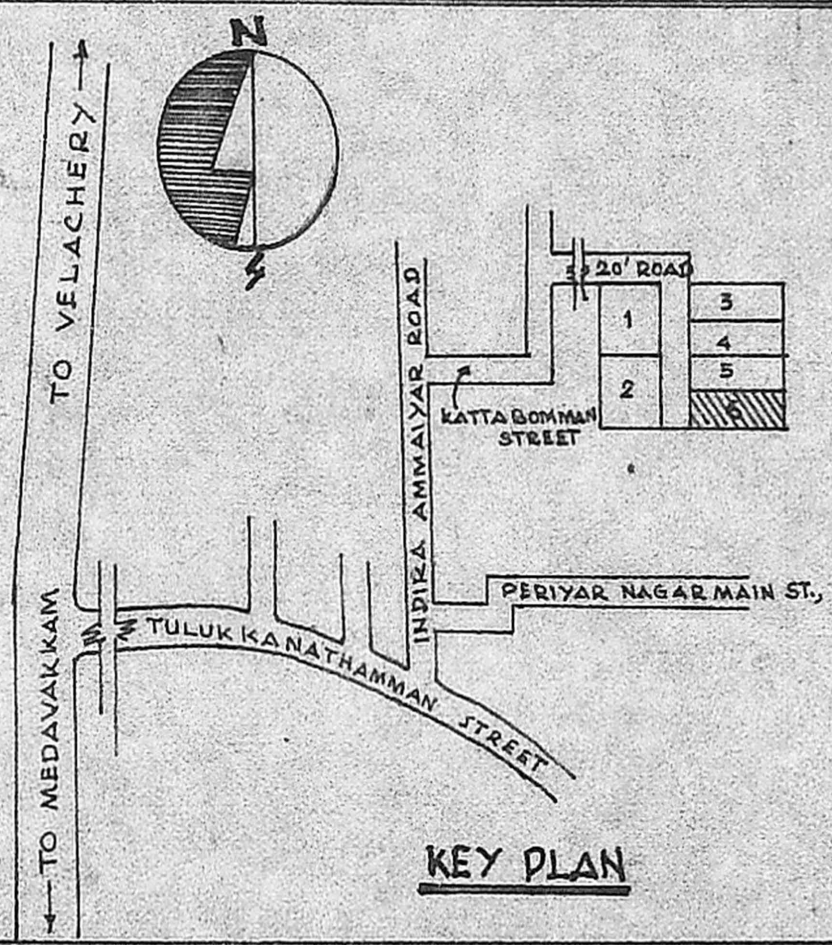 N
TO VELACHERY
20' ROAD
1
2
3
4
5
6
INDIRA AMMAIYAR ROAD
KATTABOMMAN
STREET
PERIYAR NAGAR MAIN ST.,
TULUKKANATHAMMAN STREET
TO MEDAVAKKAM
KEY PLAN